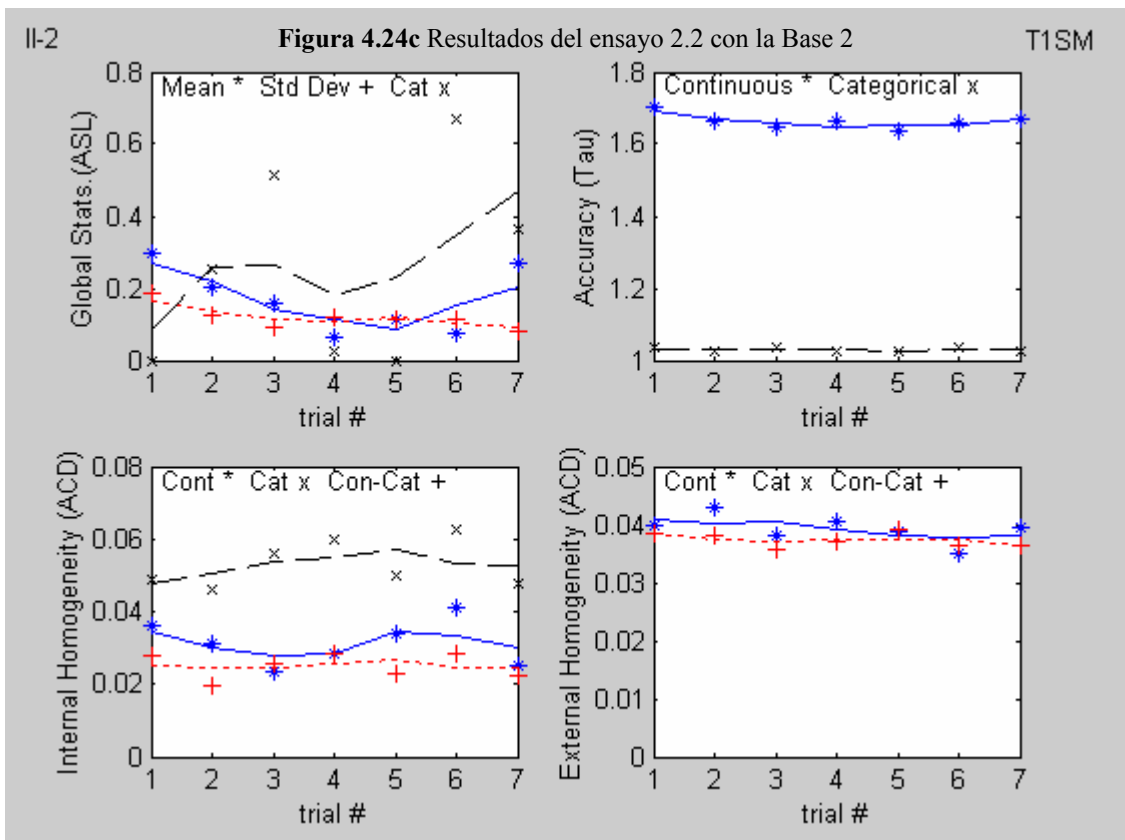 II-2
Figura 4.24c Resultados del ensayo 2.2 con la Base 2
T1SM
Mean * Std Dev + Cat x
Global Stats.(ASL)
0.8
0.6
0.4
0.2
0
1 2 3 4 5 6 7
trial #
Continuous * Categorical x
Accuracy (Tau)
1.8
1.6
1.4
1.2
1
1 2 3 4 5 6 7
trial #
Cont * Cat x Con-Cat +
Internal Homogeneity (ACD)
0.08
0.06
0.04
0.02
0
1 2 3 4 5 6 7
trial #
Cont * Cat x Con-Cat +
External Homogeneity (ACD)
0.05
0.04
0.03
0.02
0.01
0
1 2 3 4 5 6 7
trial #